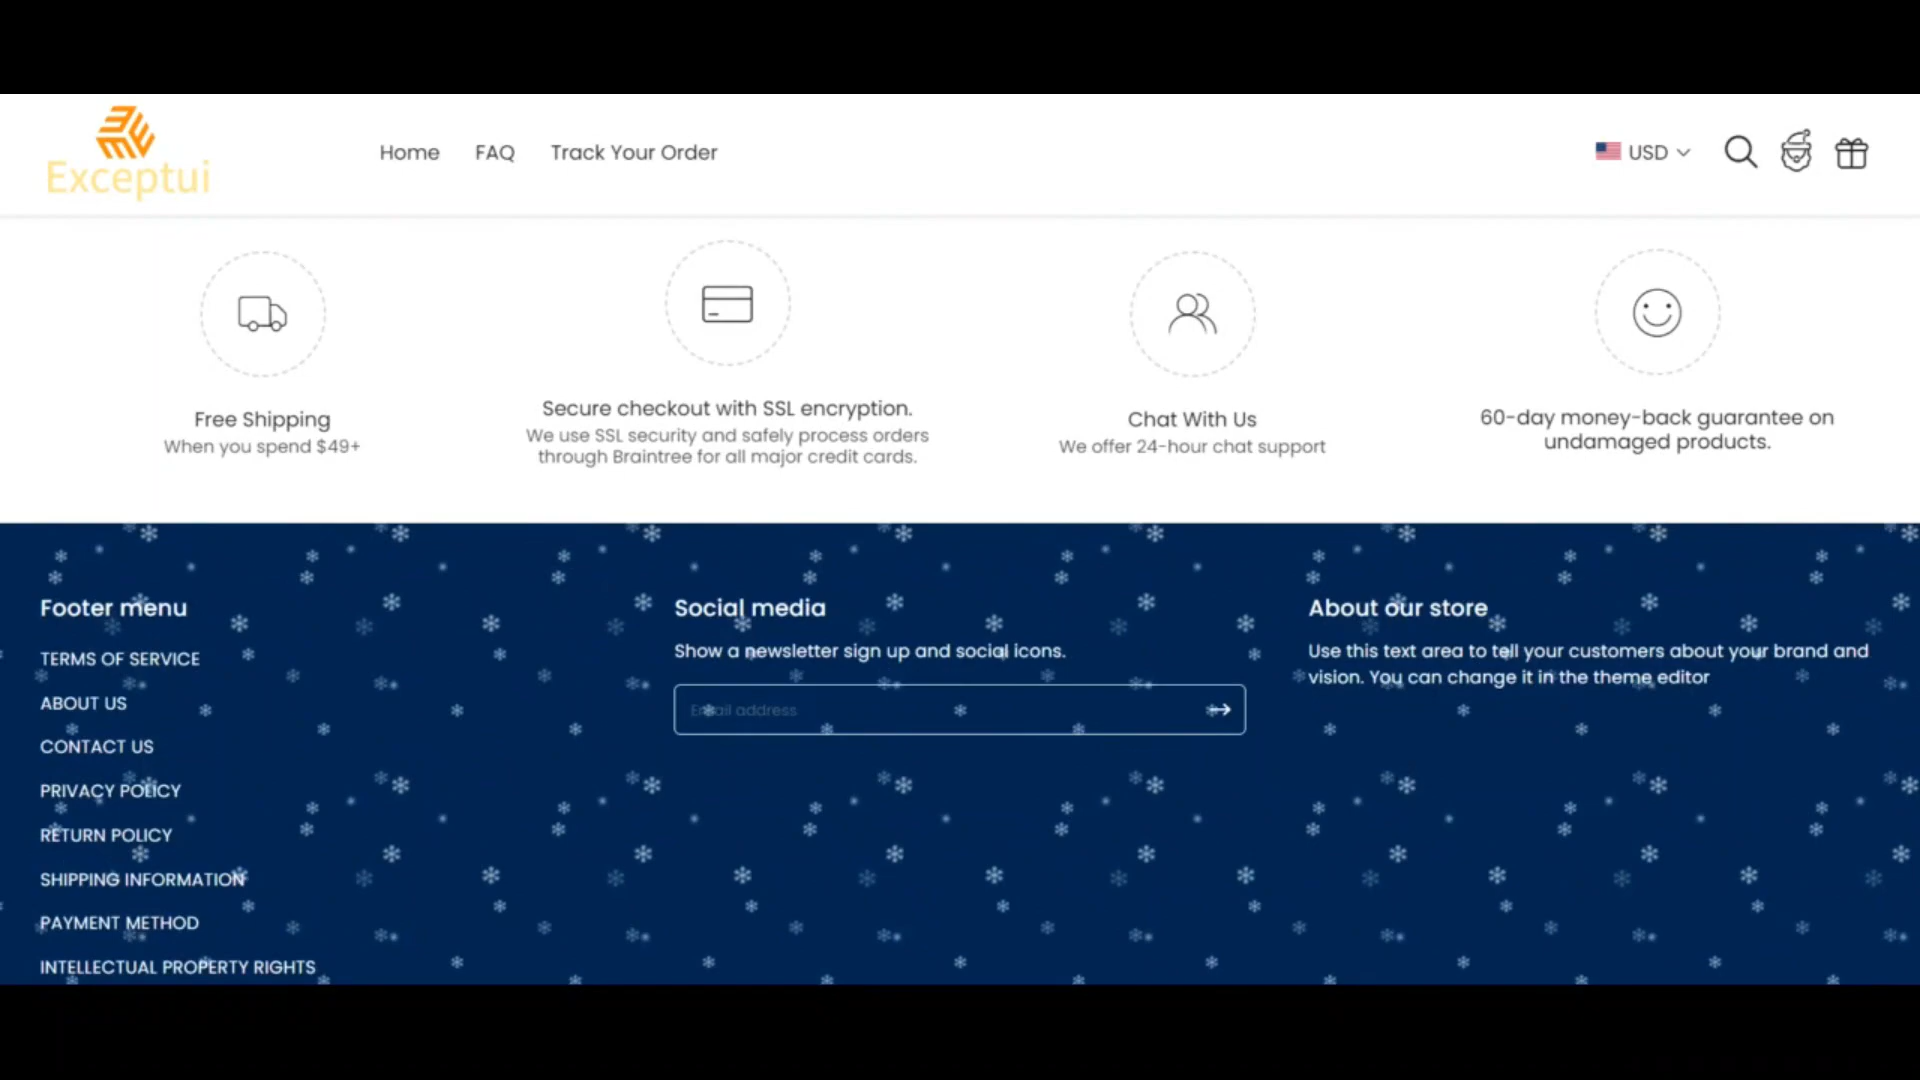 Exceptui
Home
FAQ
Track Your Order
USD
Free Shipping
When you spend $49+
Secure checkout with SSL encryption.
We use SSL security and safely process orders
through Braintree for all major credit cards.
Chat With Us
We offer 24-hour chat support
60-day money-back guarantee on
undamaged products.
Footer menu
TERMS OF SERVICE
ABOUT US
CONTACT US
PRIVACY POLICY
RETURN POLICY
SHIPPING INFORMATION
PAYMENT METHOD
INTELLECTUAL PROPERTY RIGHTS
Social media
Show a newsletter sign up and social icons.
Email address
About our store
Use this text area to tell your customers about your brand and
vision. You can change it in the theme editor